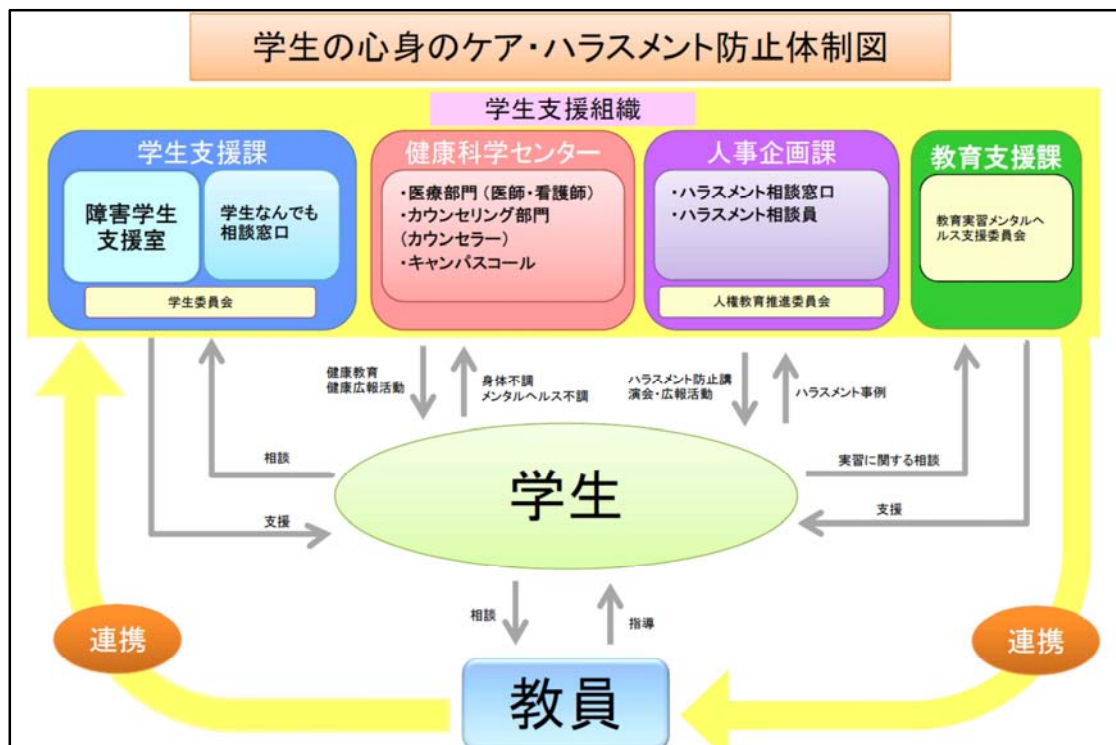 学生の心身のケア・ハラスメント防止体制図
学生支援組織
学生支援課
障害学生
支援室
学生なんでも
相談窓口
学生委員会
健康科学センター
・医療部門(医師・看護師)
・カウンセリング部門
(カウンセラー)
・キャンパスコール
人事企画課
・ハラスメント相談窓口
・ハラスメント相談員
人権教育推進委員会
教育支援課
教育実習メンタルヘ
ルス支援委員会
健康教育
健康広報活動
身体不調
メンタルヘルス不調
ハラスメント防止講
演会・広報活動
ハラスメント事例
相談
支援
学生
実習に関する相談
支援
相談
指導
連携
教員
連携